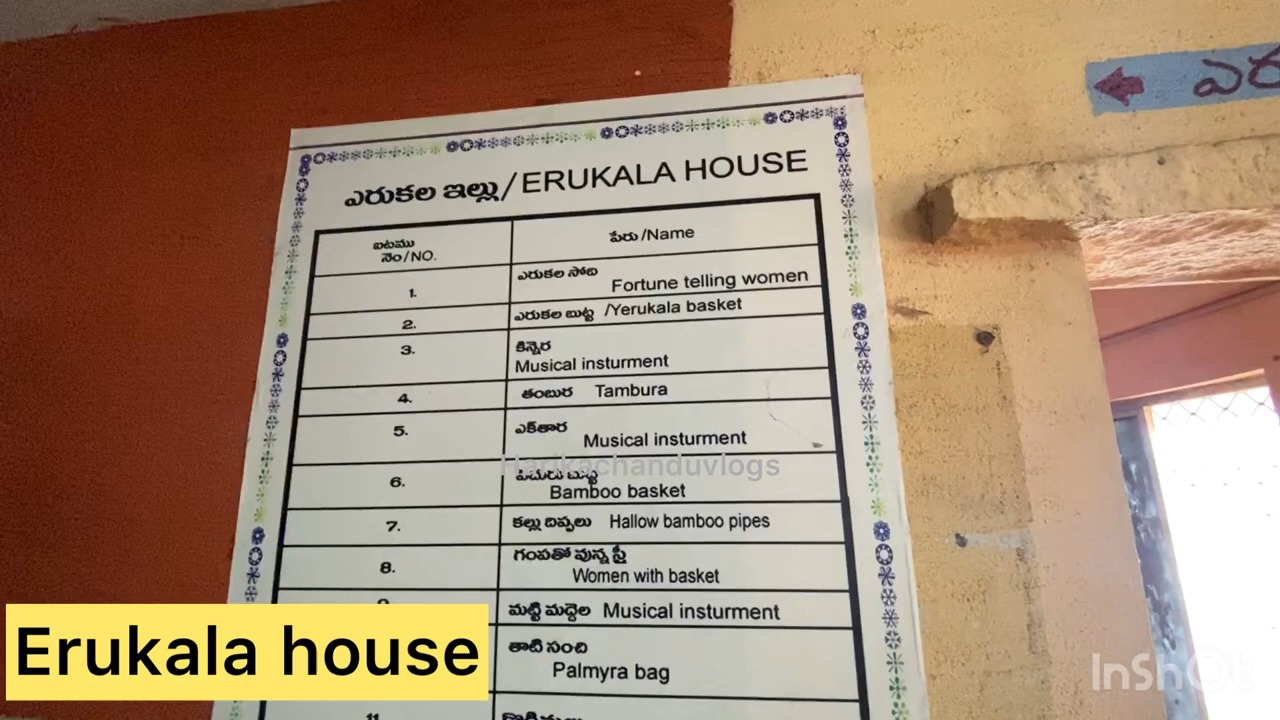 ఎరుకల ఇల్లు/ERUKALA HOUSE
ఐటము
నెం/NO.
పేరు/Name
1.
ఎరుకల సోది
Fortune telling women
2.
ఎరుకల బుట్ట /Yerukala basket
3.
కిన్నెర
Musical insturment
4.
తంబుర Tambura
5.
ఎక్‌తార
Musical insturment
Harikachanduvlogs
6.
Bamboo basket
7.
కల్లు దిప్పలు Hallow bamboo pipes
8.
గంపతో వున్న స్త్రీ
Women with basket
మట్టి మద్దెల Musical insturment
తాటి సంచి
Palmyra bag
11.
Erukala house
InShOt